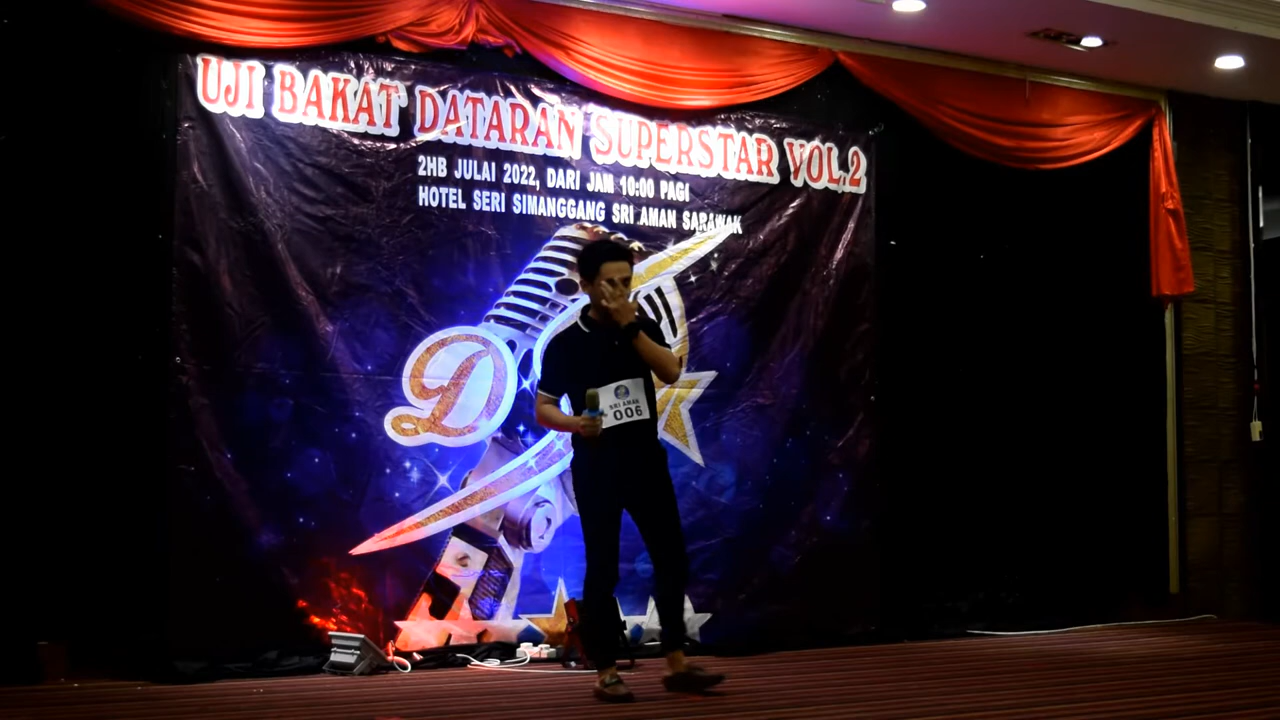 UJI BAKAT DATARAN SUPERSTAR VOL.2
2HB JULAI 2022, DARI JAM 10:00 PAGI
HOTEL SERI SIMANGGANG SRI AMAN SARAWAK
D
SRI AMAN
006